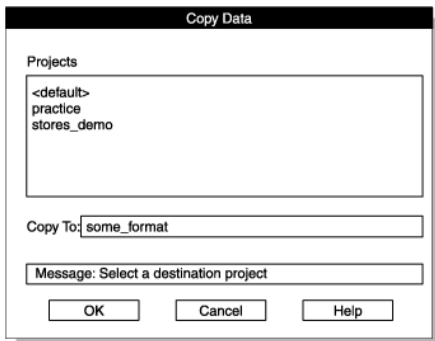 Copy Data
Projects
<default>
practice
stores_demo
Copy To: some_format
Message: Select a destination project
OK Cancel Help